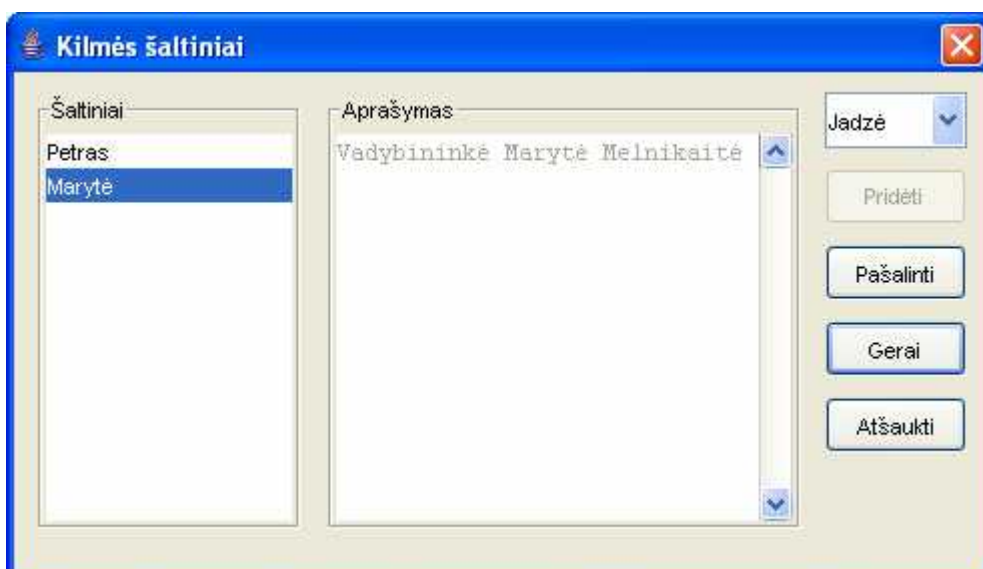 Kilmės šaltiniai
Šaltiniai
Petras
Marytė
Aprašymas
Vadybininkė Marytė Melnikaitė
Jadzė
Pridėti
Pašalinti
Gerai
Atšaukti